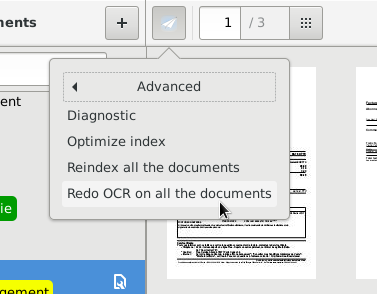 ments
1 / 3
Advanced
ent
Diagnostic
Optimize index
Reindex all the documents
Redo OCR on all the documents
ie
gement